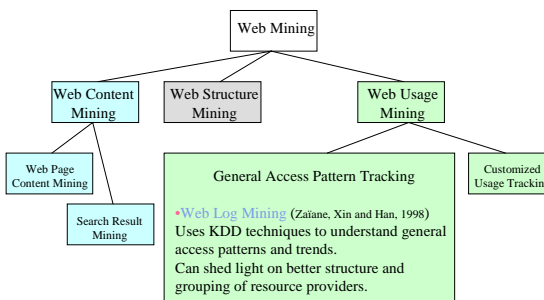 Web Mining
Web Content
Mining
Web Structure
Mining
Web Usage
Mining
Web Page
Content Mining
Search Result
Mining
General Access Pattern Tracking
•Web Log Mining (Zaïane, Xin and Han, 1998)
Uses KDD techniques to understand general
access patterns and trends.
Can shed light on better structure and
grouping of resource providers.
Customized
Usage Tracking